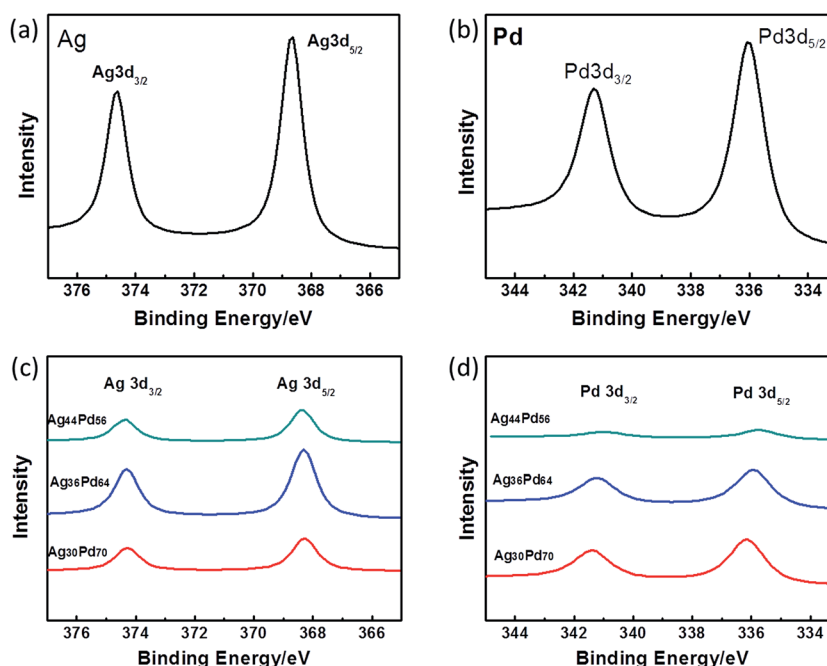 (a)
Ag
Ag3d3/2
Ag3d5/2
Intensity
376 374 372 370 368 366
Binding Energy/eV
(b)
Pd
Pd3d3/2
Pd3d5/2
Intensity
344 342 340 338 336 334
Binding Energy/eV
(c)
Ag 3d3/2
Ag 3d5/2
Ag44Pd56
Ag36Pd64
Ag30Pd70
Intensity
376 374 372 370 368 366
Binding Energy/eV
(d)
Pd 3d3/2
Pd 3d5/2
Ag44Pd56
Ag36Pd64
Ag30Pd70
Intensity
344 342 340 338 336 334
Binding Energy/eV